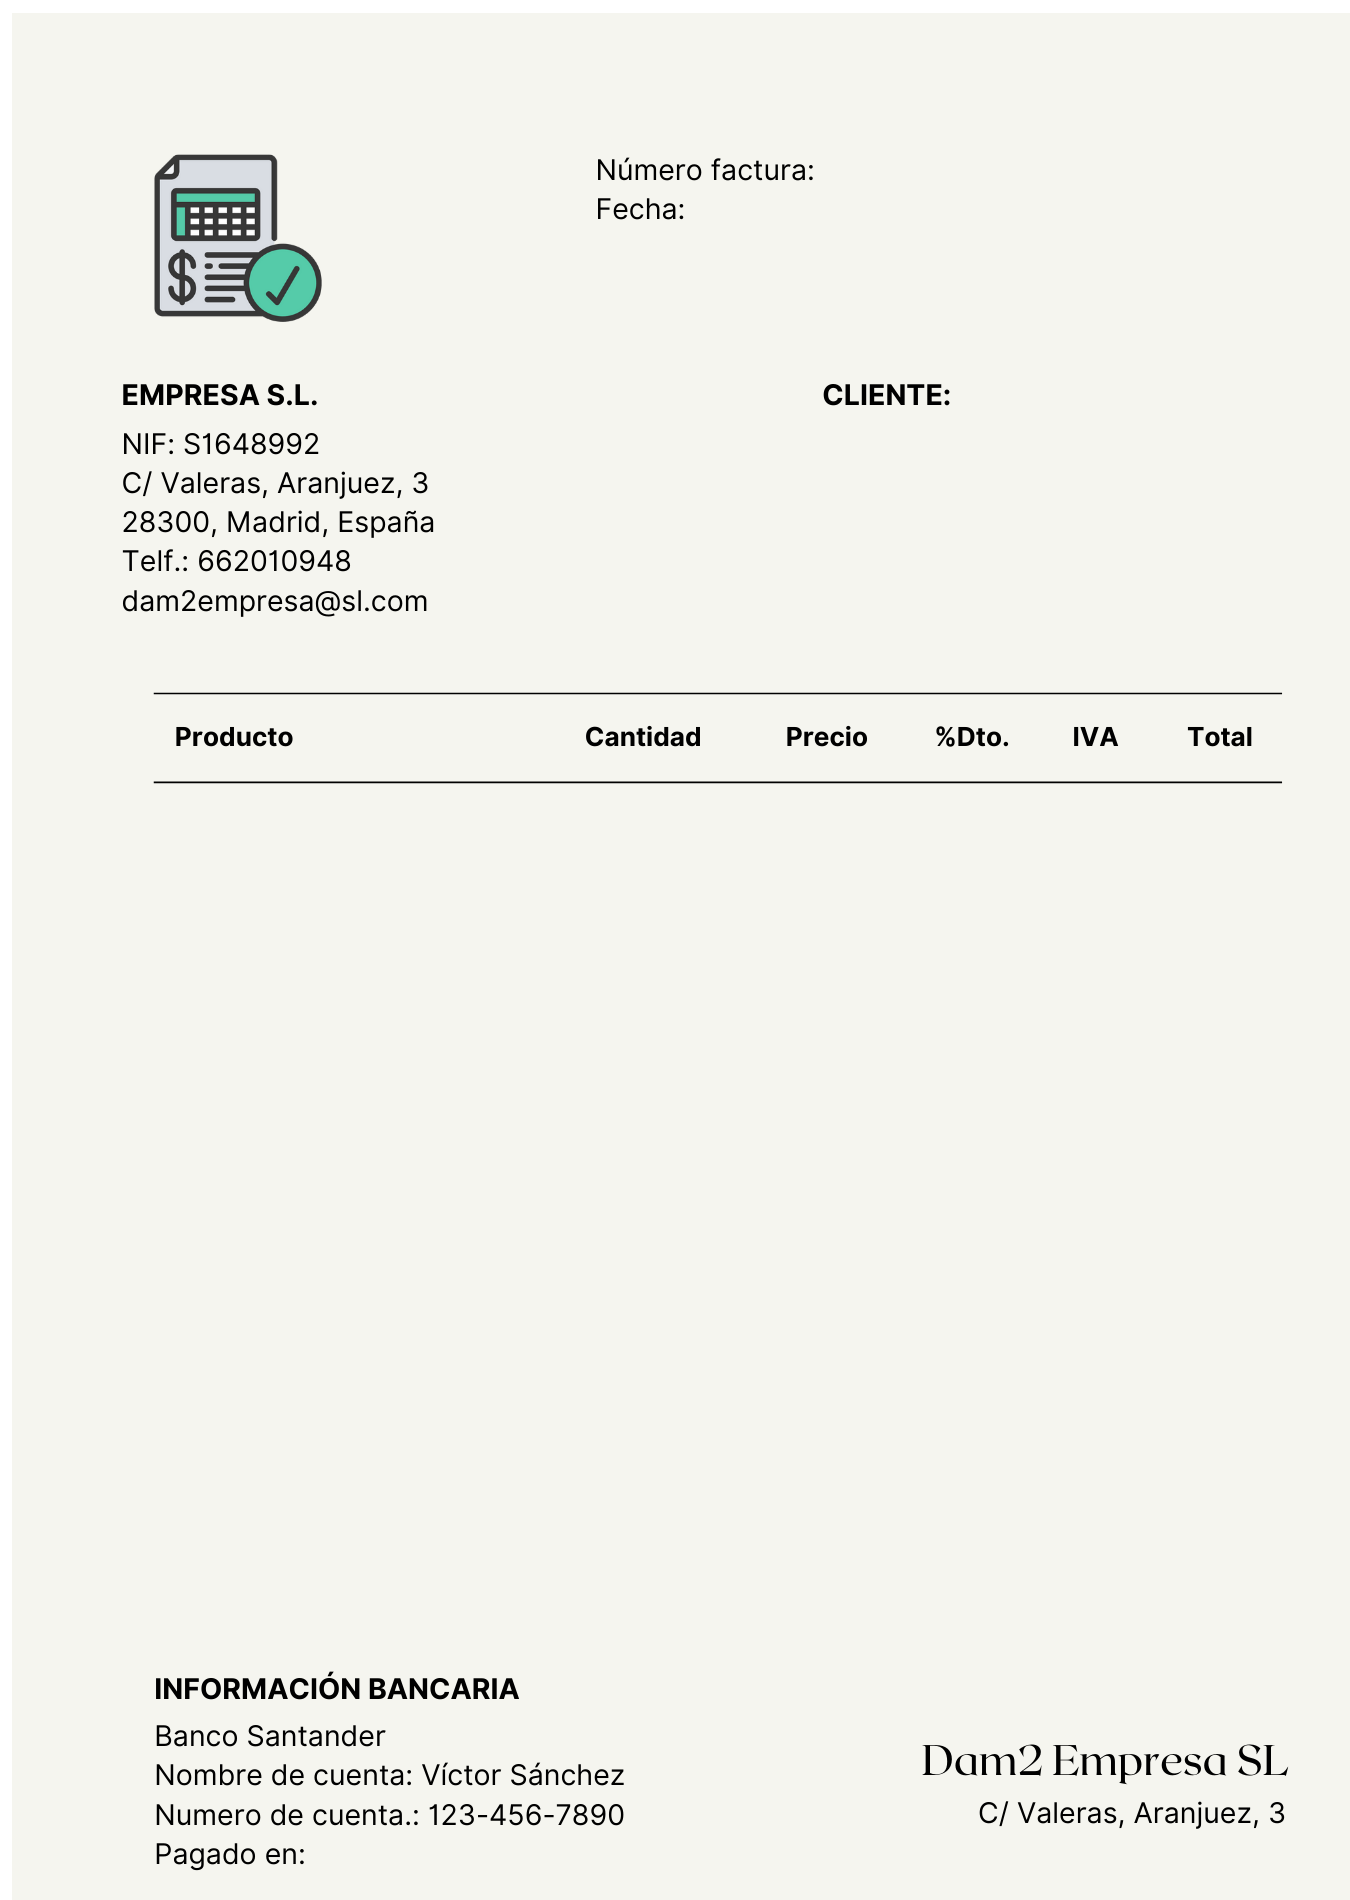 Número factura:
Fecha:
EMPRESA S.L.
NIF: S1648992
C/ Valeras, Aranjuez, 3
28300, Madrid, España
Telf.: 662010948
dam2empresa@sl.com
CLIENTE:
Producto Cantidad Precio %Dto. IVA Total
INFORMACIÓN BANCARIA
Banco Santander
Nombre de cuenta: Víctor Sánchez
Numero de cuenta.: 123-456-7890
Pagado en:
Dam2 Empresa SL
C/ Valeras, Aranjuez, 3